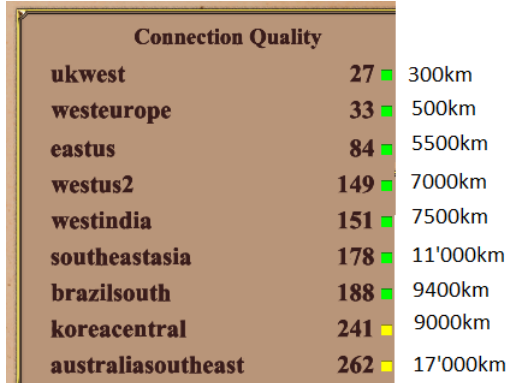 Connection Quality
ukwest 27 300km
westeurope 33 500km
eastus 84 5500km
westus2 149 7000km
westindia 151 7500km
southeastasia 178 11'000km
brazilsouth 188 9400km
koreacentral 241 9000km
australiasoutheast 262 17'000km